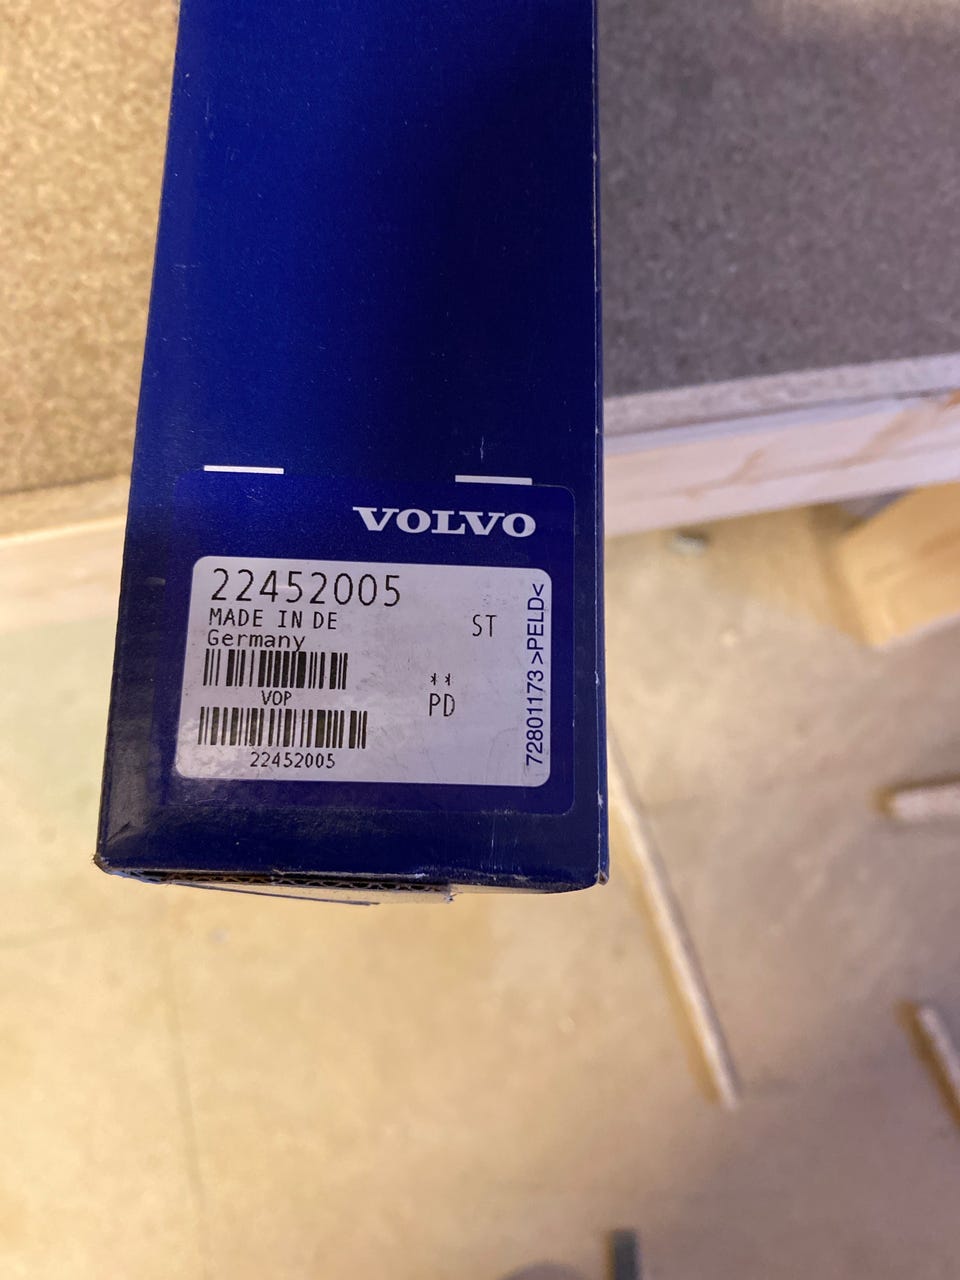 VOLVO
22452005
MADE IN DE
Germany
ST
VOP
**
PD
22452005
72801173 >PELD<